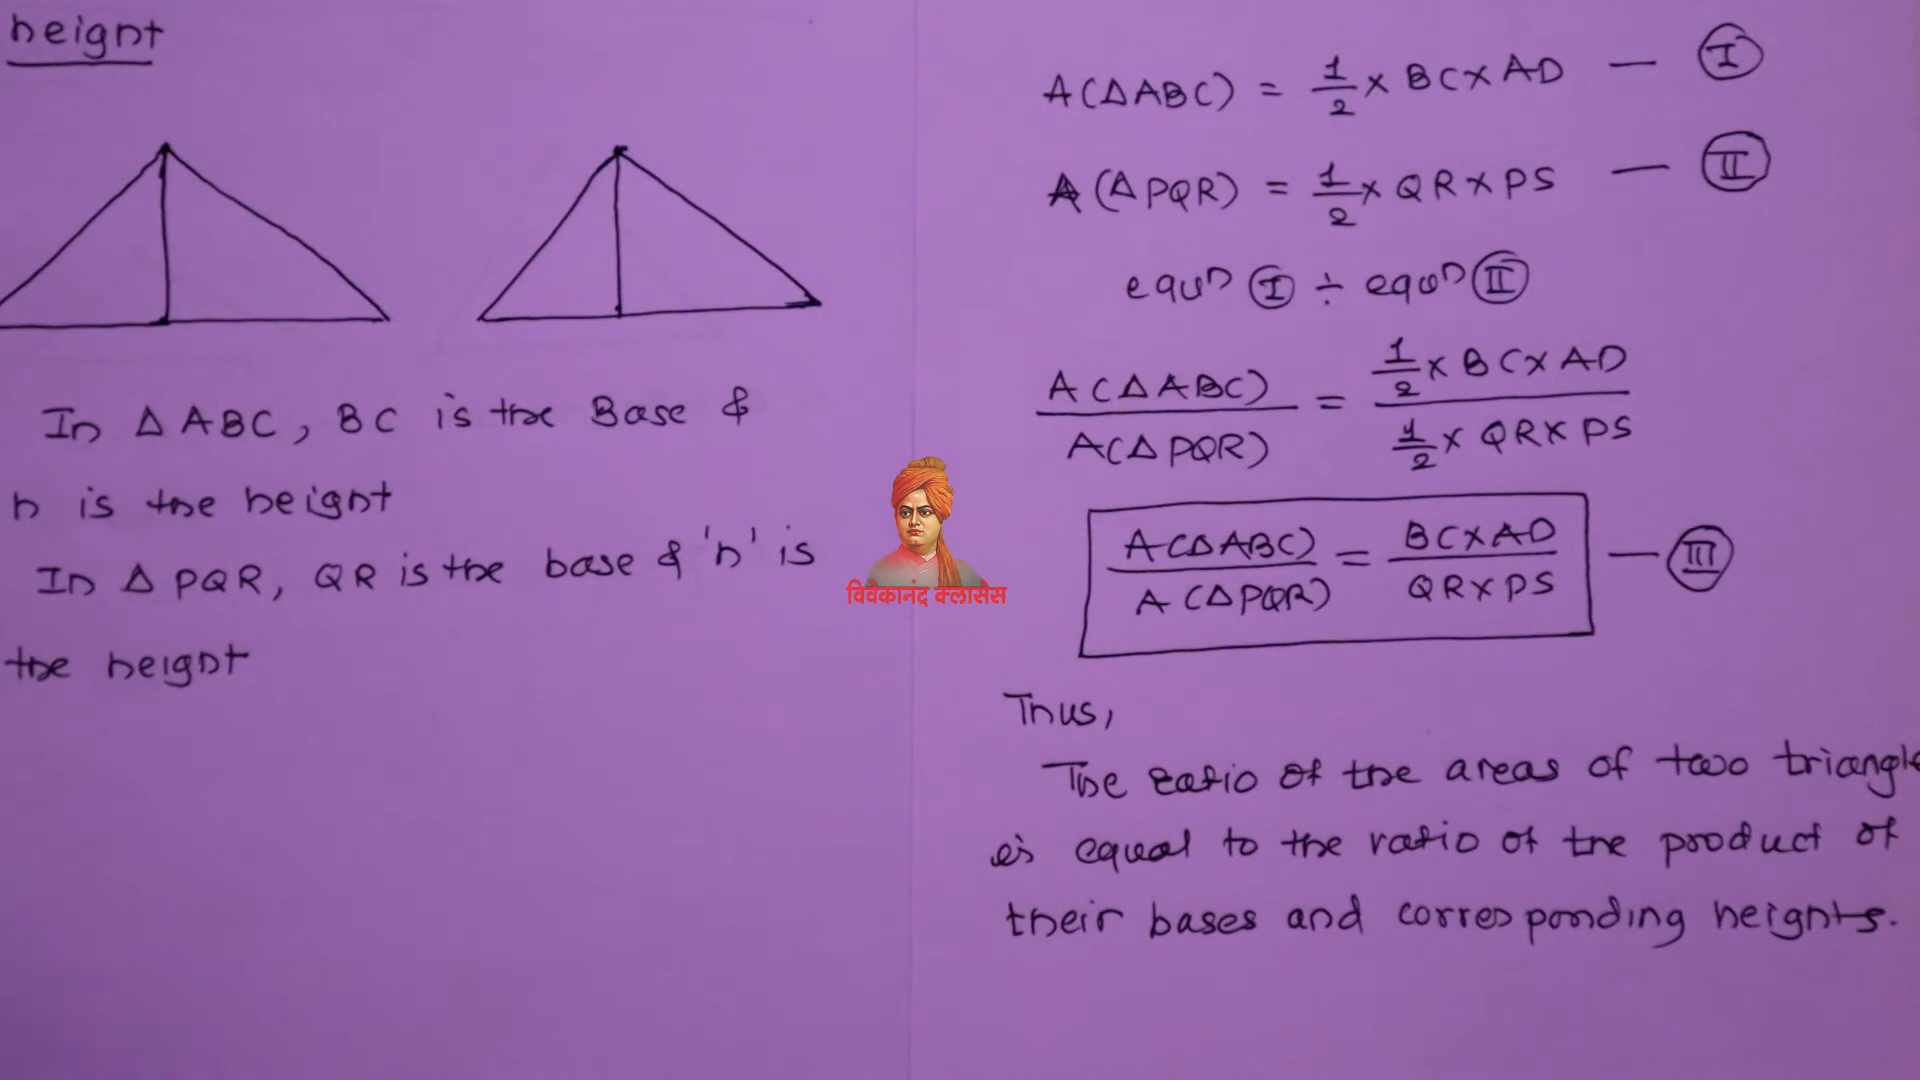 height
In △ ABC, BC is the Base &
h is the height
In △ PQR, QR is the base & 'h' is
the height
A(△ABC) = 1/2 × BC × AD — I
A(△PQR) = 1/2 × QR × PS — II
equⁿ I ÷ equⁿ II
A(△ABC)/A(△PQR) = 1/2 × BC × AD / 1/2 × QR × PS
A(△ABC)/A(△PQR) = BC × AD / QR × PS — III
Thus,
The ratio of the areas of two triangle
is equal to the ratio of the product of
their bases and corresponding heights.
विवेकानंद क्लासेस